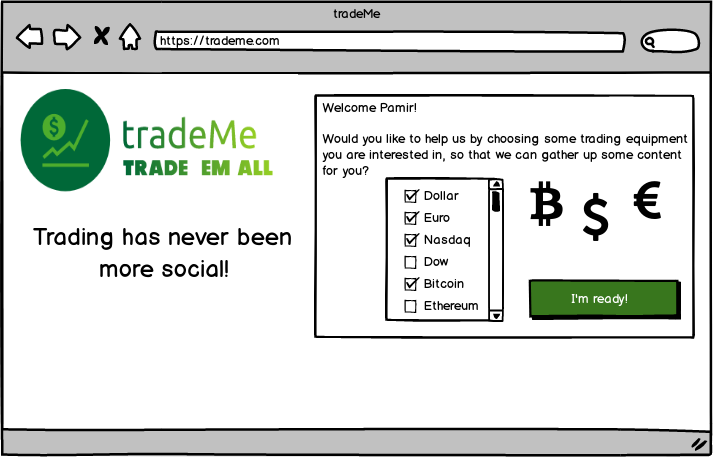 tradeMe
https://trademe.com
tradeMe
TRADE 'EM ALL
Trading has never been
more social!
Welcome Pamir!
Would you like to help us by choosing some trading equipment
you are interested in, so that we can gather up some content
for you?
Dollar
Euro
Nasdaq
Dow
Bitcoin
Ethereum
₿ $ €
I'm ready!